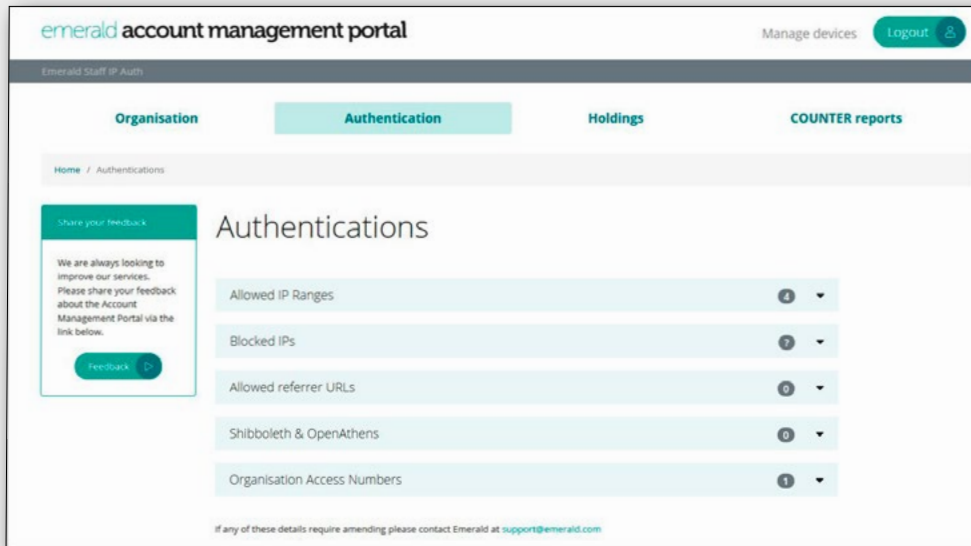 emerald account management portal
Manage devices
Logout
Emerald Staff IP Auth
Organisation
Authentication
Holdings
COUNTER reports
Home / Authentications
Share your feedback
We are always looking to
improve our services.
Please share your feedback
about the Account
Management Portal via the
link below.
Feedback
Authentications
Allowed IP Ranges 4
Blocked IPs ?
Allowed referrer URLs 0
Shibboleth & OpenAthens 0
Organisation Access Numbers 1
If any of these details require amending please contact Emerald at support@emerald.com